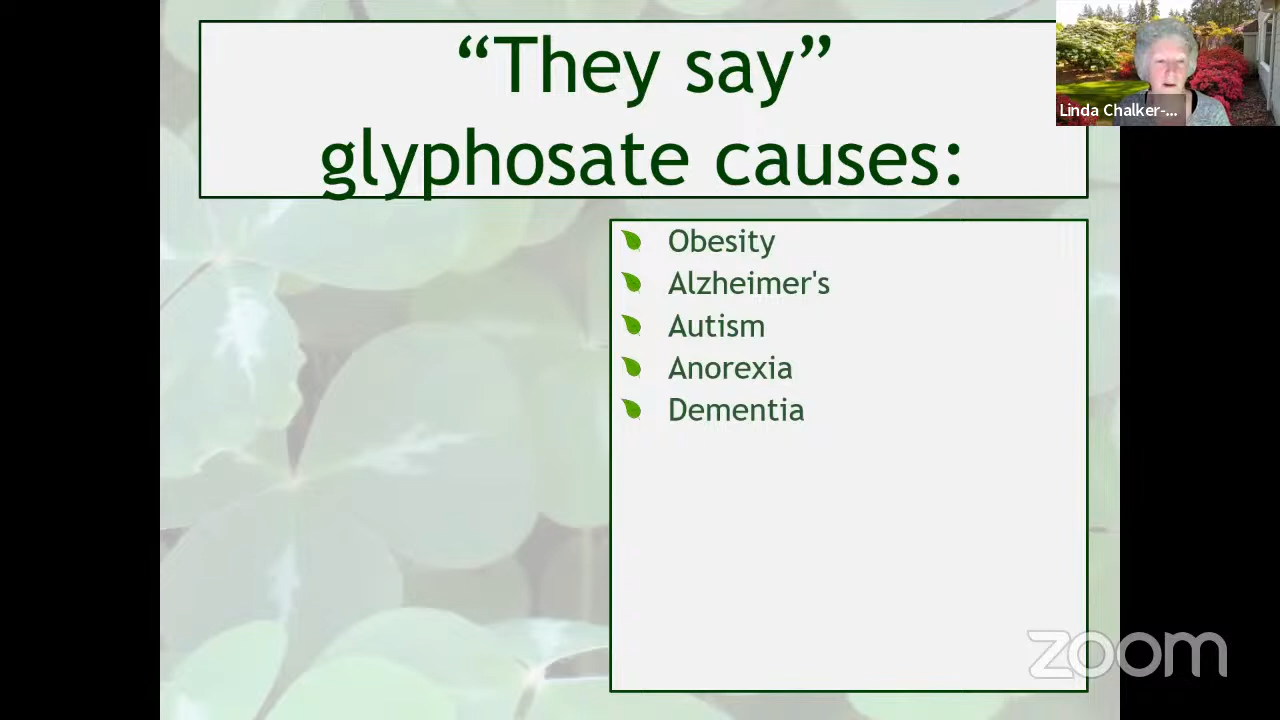 “They say”
glyphosate causes:
Linda Chalker-...
Obesity
Alzheimer's
Autism
Anorexia
Dementia
zoom